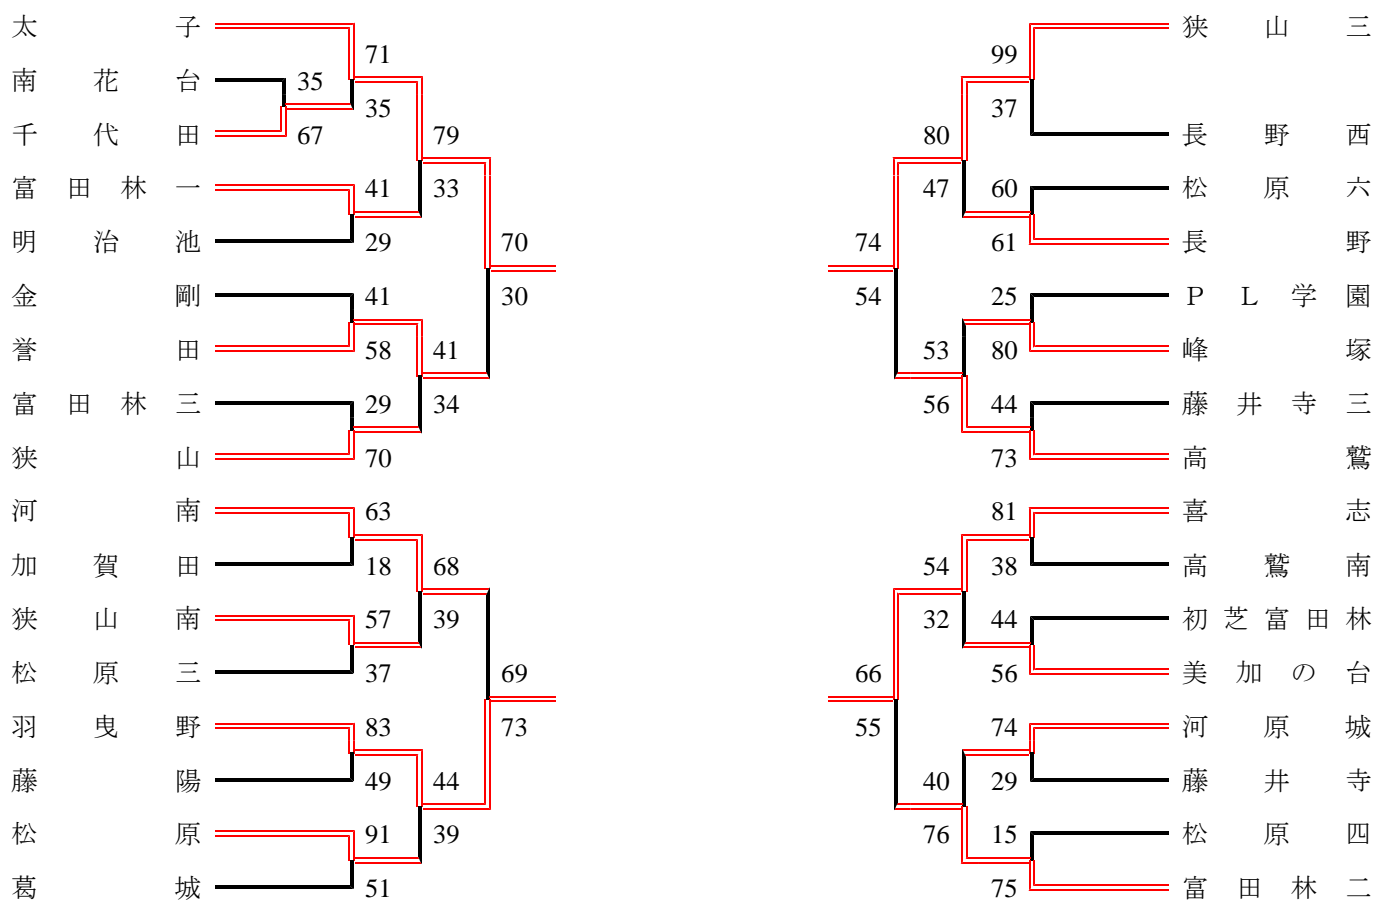 太子
71
南花台
35
35
千代田
67
79
富田林一
41
33
明治池
29
70
金剛
41
30
誉田
58
41
富田林三
29
34
狭山
70
河南
63
加賀田
18
68
狭山南
57
39
松原三
37
69
羽曳野
83
73
藤陽
49
44
松原
91
39
葛城
51
狭山三
99
37
長野西
80
松原六
60
47
長野
61
74
PL学園
25
54
峰塚
80
53
藤井寺三
44
56
高鷲
73
喜志
81
高鷲南
38
54
初芝富田林
44
32
美加の台
56
66
河原城
74
55
藤井寺
29
40
松原四
15
76
富田林二
75